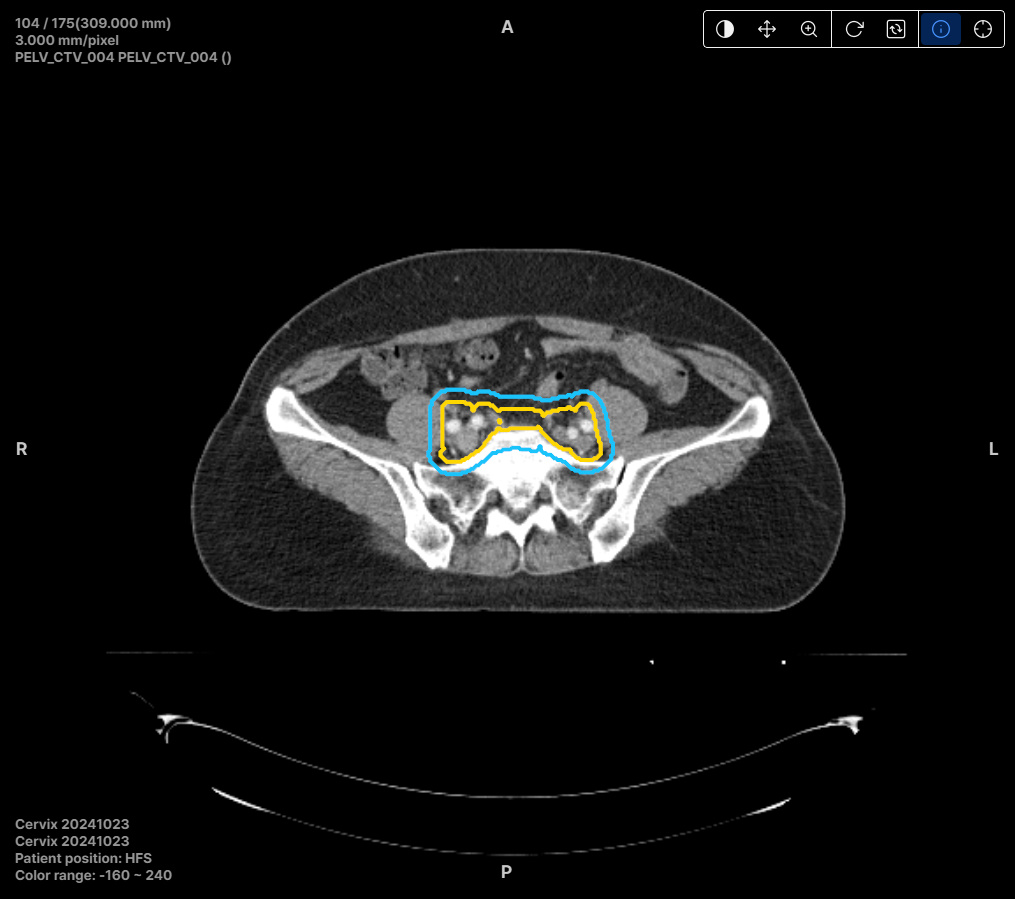 104 / 175(309.000 mm)
3.000 mm/pixel
PELV_CTV_004 PELV_CTV_004 ()
A
R
L
Cervix 20241023
Cervix 20241023
Patient position: HFS
Color range: -160 ~ 240
P